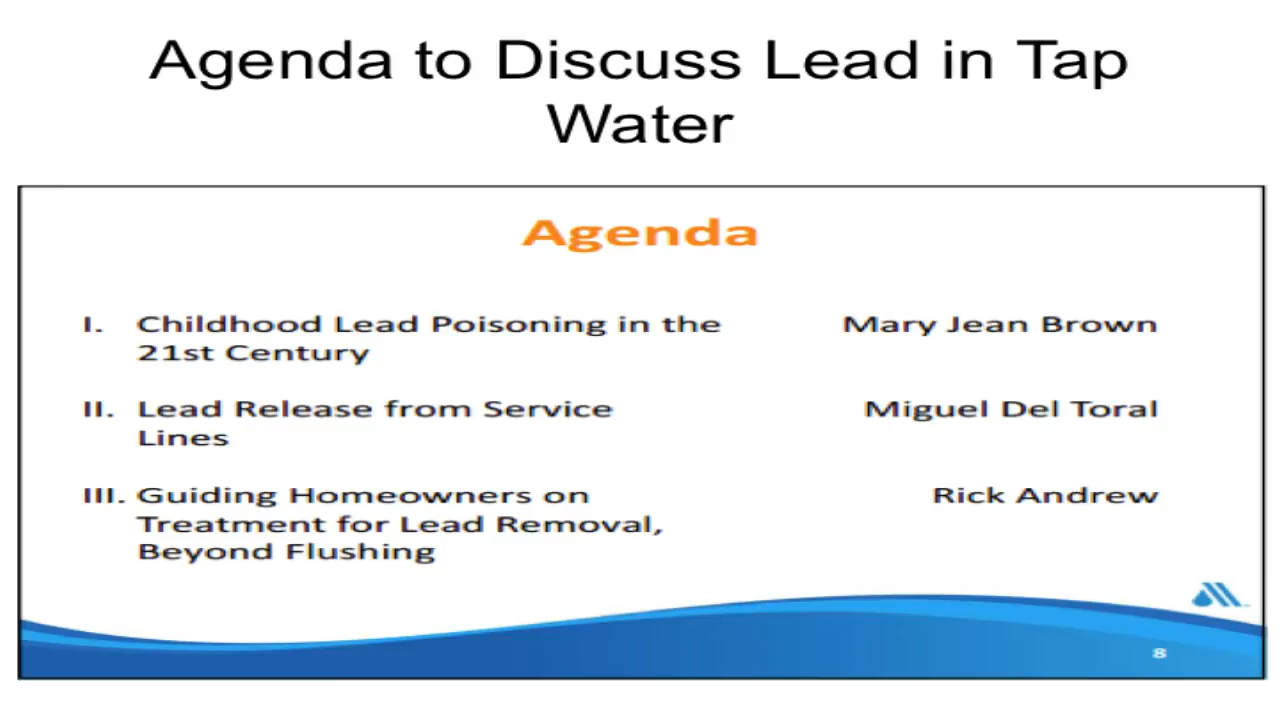 Agenda to Discuss Lead in Tap
Water
Agenda
I. Childhood Lead Poisoning in the Mary Jean Brown
21st Century
II. Lead Release from Service Miguel Del Toral
Lines
III. Guiding Homeowners on Rick Andrew
Treatment for Lead Removal,
Beyond Flushing
8